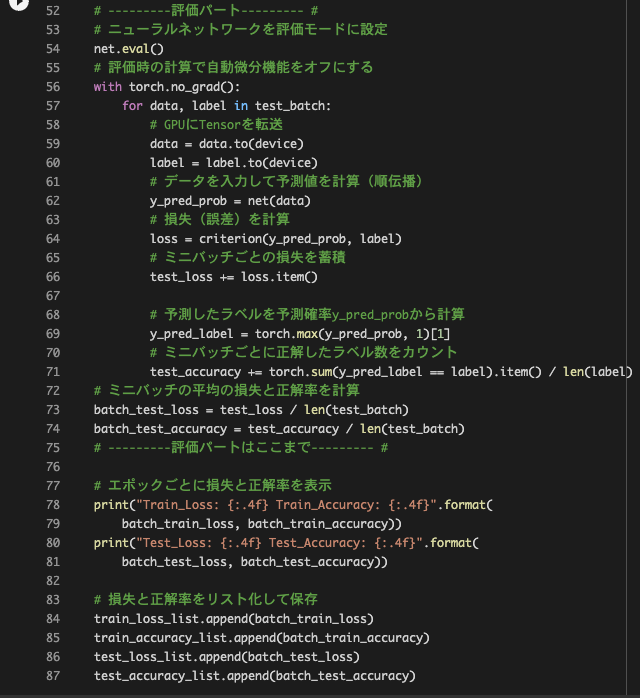 52 # ---------評価パート--------- #
53 # ニューラルネットワークを評価モードに設定
54 net.eval()
55 # 評価時の計算で自動微分機能をオフにする
56 with torch.no_grad():
57     for data, label in test_batch:
58         # GPUにTensorを転送
59         data = data.to(device)
60         label = label.to(device)
61         # データを入力して予測値を計算（順伝播）
62         y_pred_prob = net(data)
63         # 損失（誤差）を計算
64         loss = criterion(y_pred_prob, label)
65         # ミニバッチごとの損失を蓄積
66         test_loss += loss.item()
67
68         # 予測したラベルを予測確率y_pred_probから計算
69         y_pred_label = torch.max(y_pred_prob, 1)[1]
70         # ミニバッチごとに正解したラベル数をカウント
71         test_accuracy += torch.sum(y_pred_label == label).item() / len(label)
72 # ミニバッチの平均の損失と正解率を計算
73 batch_test_loss = test_loss / len(test_batch)
74 batch_test_accuracy = test_accuracy / len(test_batch)
75 # ---------評価パートはここまで--------- #
76
77 # エポックごとに損失と正解率を表示
78 print("Train_Loss: {:.4f} Train_Accuracy: {:.4f}".format(
79     batch_train_loss, batch_train_accuracy))
80 print("Test_Loss: {:.4f} Test_Accuracy: {:.4f}".format(
81     batch_test_loss, batch_test_accuracy))
82
83 # 損失と正解率をリスト化して保存
84 train_loss_list.append(batch_train_loss)
85 train_accuracy_list.append(batch_train_accuracy)
86 test_loss_list.append(batch_test_loss)
87 test_accuracy_list.append(batch_test_accuracy)